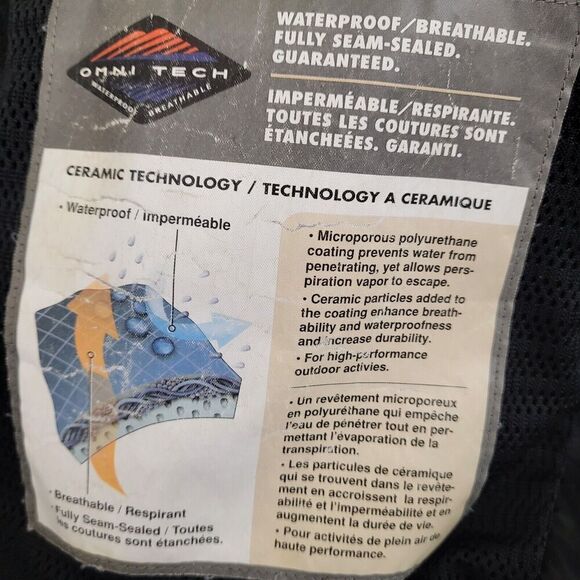 OMNI TECH
WATERPROOF BREATHABLE
WATERPROOF/BREATHABLE.
FULLY SEAM-SEALED.
GUARANTEED.
IMPERMÉABLE/RESPIRANTE.
TOUTES LES COUTURES SONT
ÉTANCHEÉES. GARANTI.
CERAMIC TECHNOLOGY / TECHNOLOGY A CERAMIQUE
• Waterproof / imperméable
• Breathable / Respirant
• Fully Seam-Sealed / Toutes
les coutures sont étanchées.
• Microporous polyurethane
coating prevents water from
penetrating, yet allows pers-
piration vapor to escape.
• Ceramic particles added to
the coating enhance breath-
ability and waterproofness
and increase durability.
• For high-performance
outdoor activies.
• Un revêtement microporeux
en polyuréthane qui empêche
l'eau de pénétrer tout en per-
mettant l'évaporation de la
transpiration.
• Les particules de céramique
qui se trouvent dans le revête-
ment en accroissent la respir-
abilité et l'imperméabilité et en
augmentent la durée de vie.
• Pour activités de plein air de
haute performance.